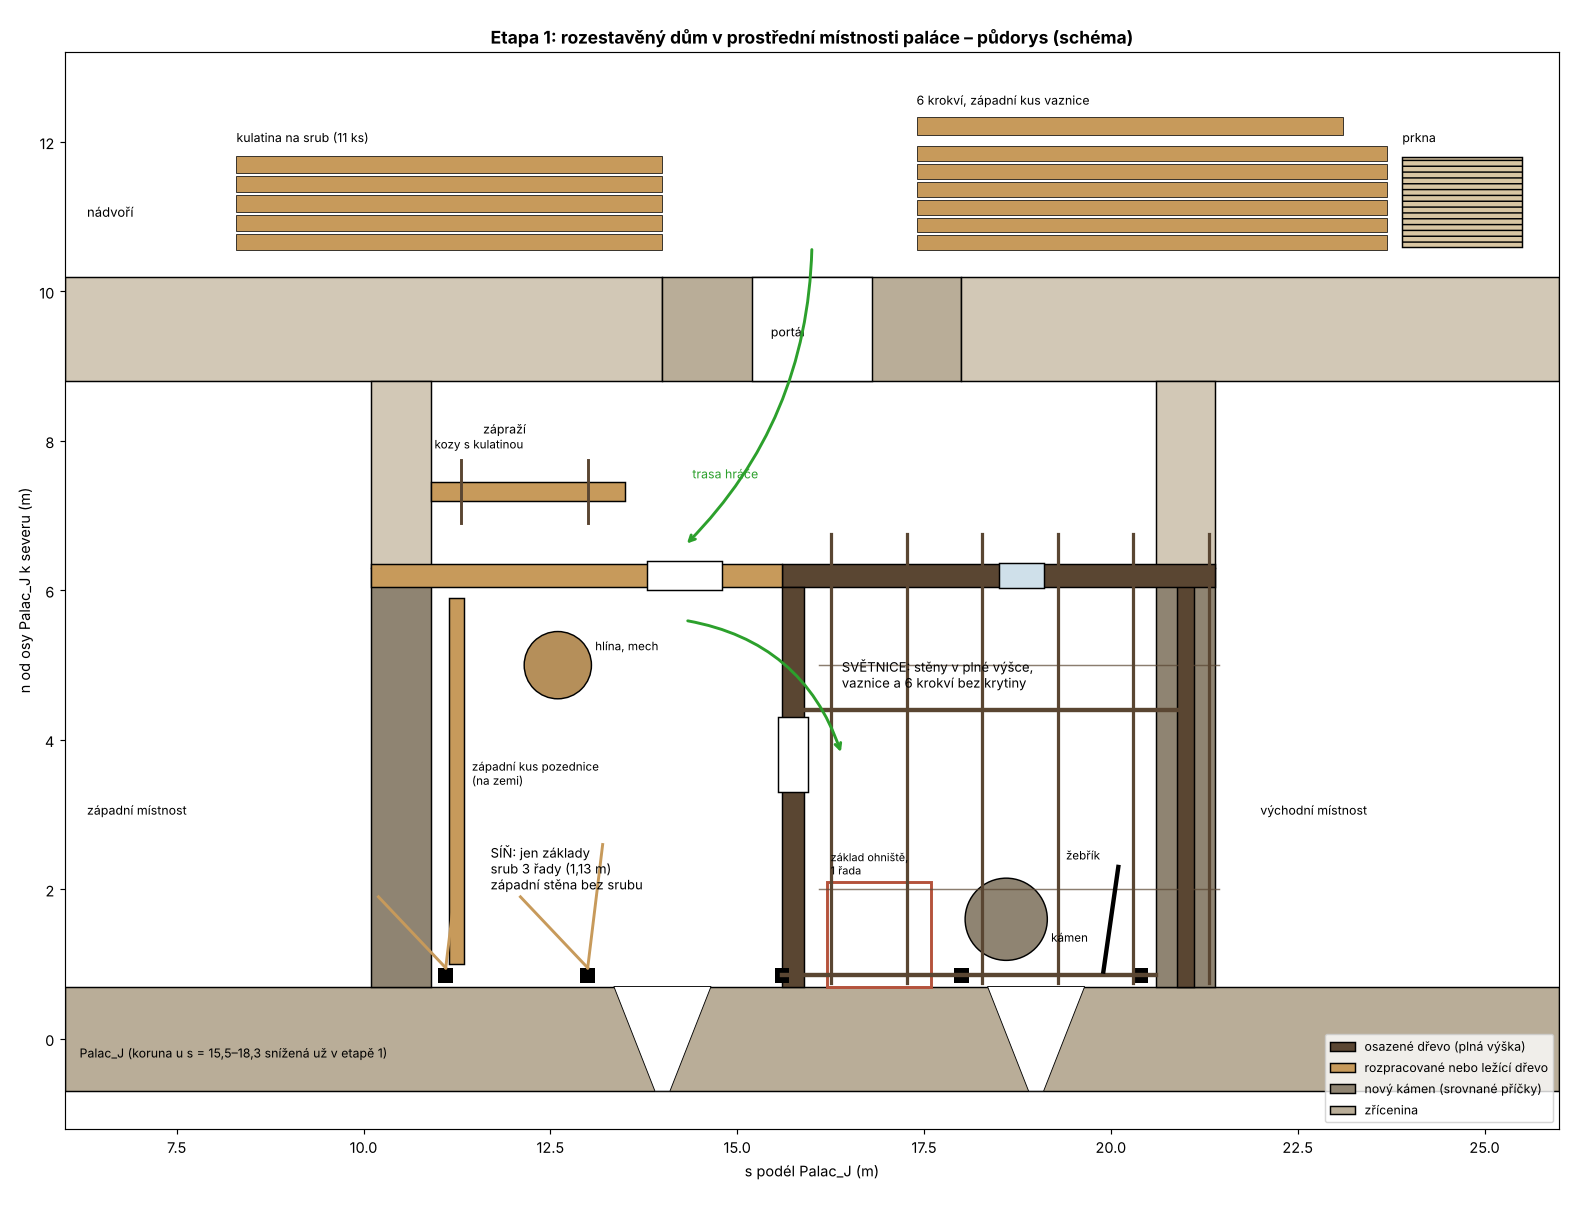 Etapa 1: rozestavěný dům v prostřední místnosti paláce – půdorys (schéma)
6 krokví, západní kus vaznice
kulatina na srub (11 ks)
prkna
nádvoří
portál
zápraží
kozy s kulatinou
trasa hráče
hlína, mech
SVĚTNICE: stěny v plné výšce,
vaznice a 6 krokví bez krytiny
západní kus pozednice
(na zemi)
západní místnost
východní místnost
SÍŇ: jen základy
srub 3 řady (1,13 m)
západní stěna bez srubu
základ ohniště,
1 řada
žebřík
kámen
Palac_J (koruna u s = 15,5–18,3 snížená už v etapě 1)
osazené dřevo (plná výška)
rozpracované nebo ležící dřevo
nový kámen (srovnané příčky)
zřícenina
n od osy Palac_J k severu (m)
12
10
8
6
4
2
0
7.5 10.0 12.5 15.0 17.5 20.0 22.5 25.0
s podél Palac_J (m)